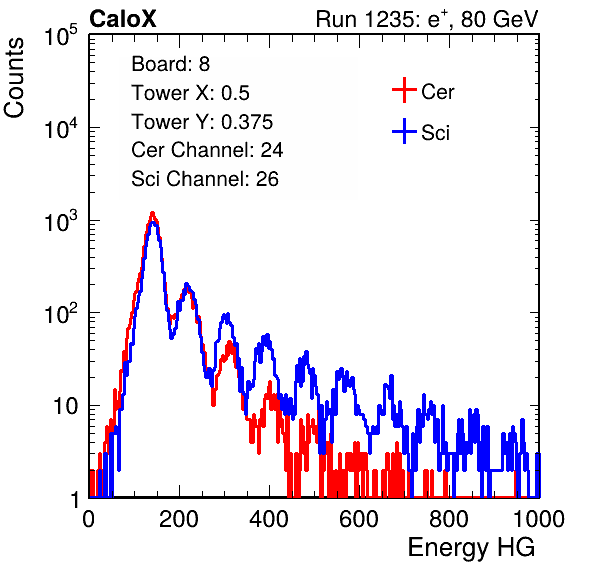 CaloX Run 1235: e⁺, 80 GeV
Counts
10⁵
10⁴
10³
10²
10
1
Board: 8
Tower X: 0.5
Tower Y: 0.375
Cer Channel: 24
Sci Channel: 26
Cer
Sci
0 200 400 600 800 1000
Energy HG